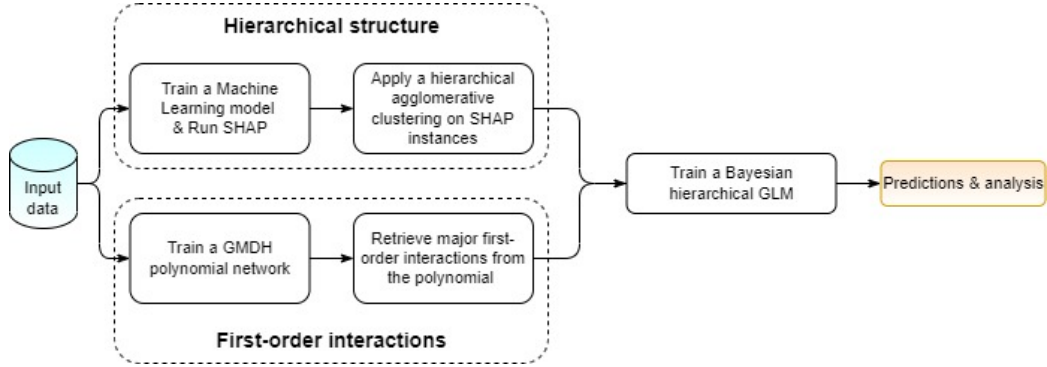 Hierarchical structure
Train a Machine
Learning model
& Run SHAP
Apply a hierarchical
agglomerative
clustering on SHAP
instances
Input
data
Train a Bayesian
hierarchical GLM
Predictions & analysis
Train a GMDH
polynomial network
Retrieve major first-
order interactions from
the polynomial
First-order interactions